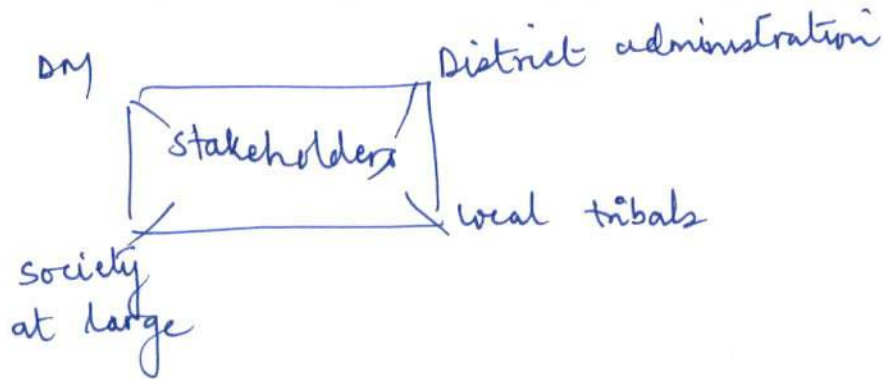 DM
District administration
Stakeholders
local tribals
society
at large